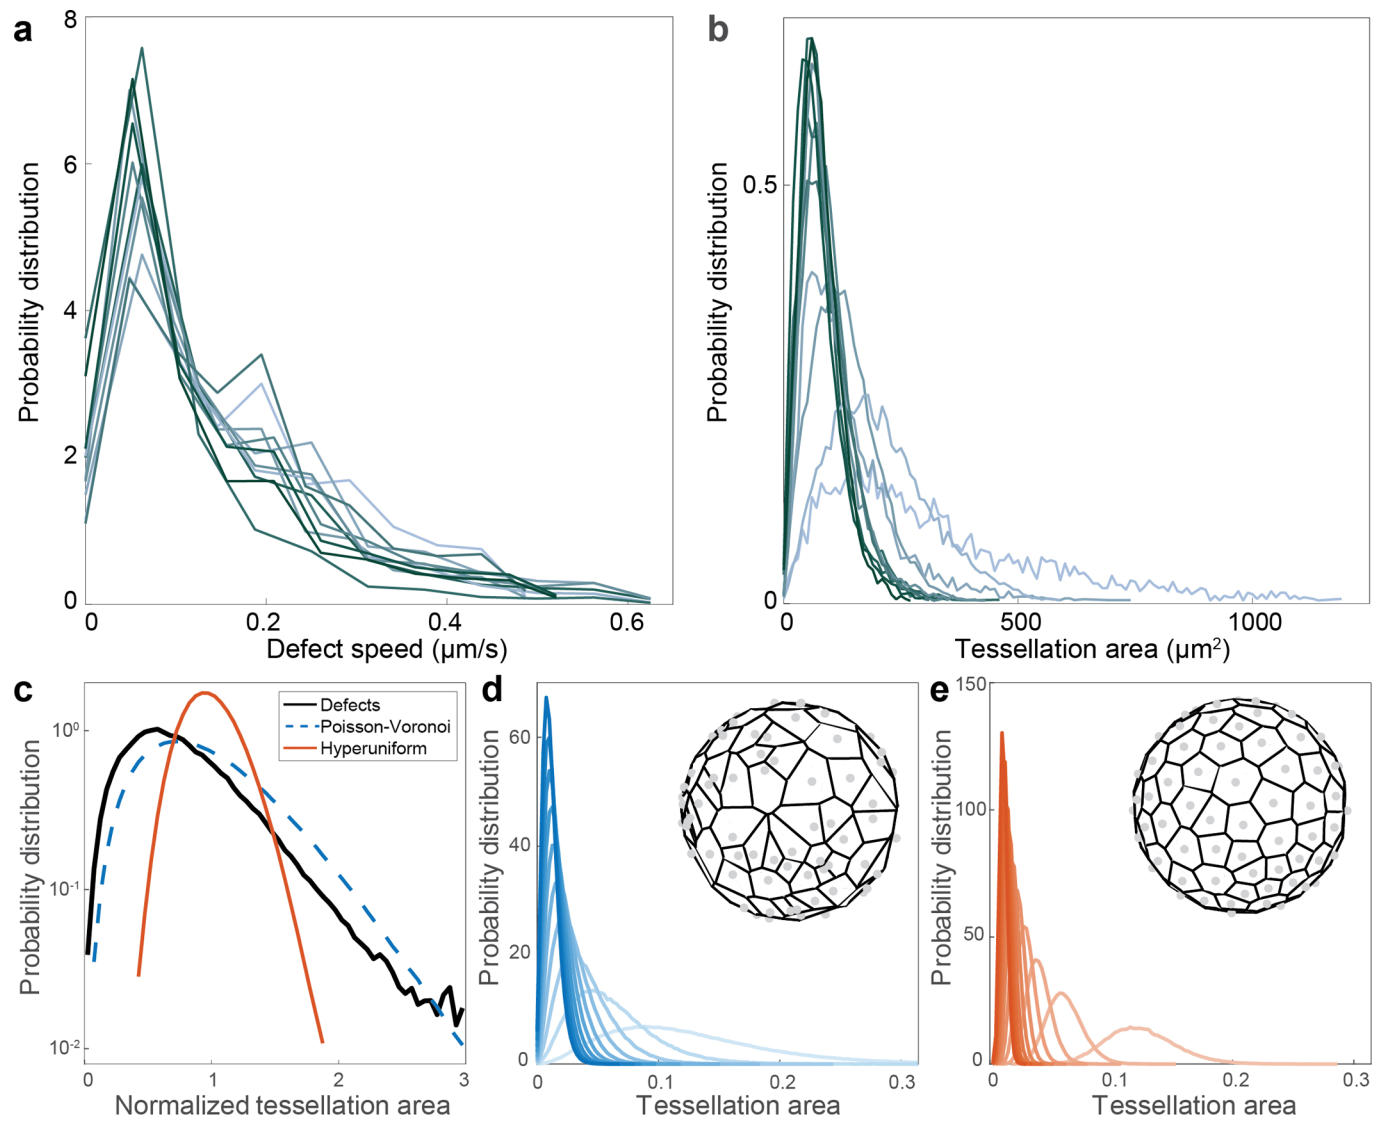 a
8
6
4
2
0
0
0.2
0.4
0.6
Probability distribution
Defect speed (µm/s)
b
0.5
0
0
500
1000
Probability distribution
Tessellation area (µm²)
c
10⁰
10⁻¹
10⁻²
0
1
2
3
Probability distribution
Normalized tessellation area
Defects
Poisson-Voronoi
Hyperuniform
d
60
40
20
0
0
0.1
0.2
0.3
Probability distribution
Tessellation area
e
150
100
50
0
0
0.1
0.2
0.3
Probability distribution
Tessellation area